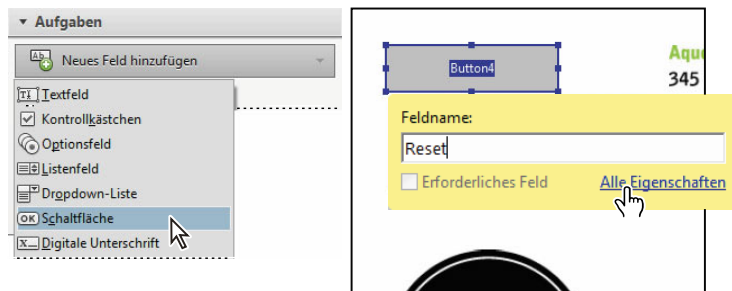 Aufgaben
Neues Feld hinzufügen
Textfeld
Kontrollkästchen
Optionsfeld
Listenfeld
Dropdown-Liste
OK Schaltfläche
Digitale Unterschrift
Button4
Aqu
345
Feldname:
Reset
Erforderliches Feld
Alle Eigenschaften